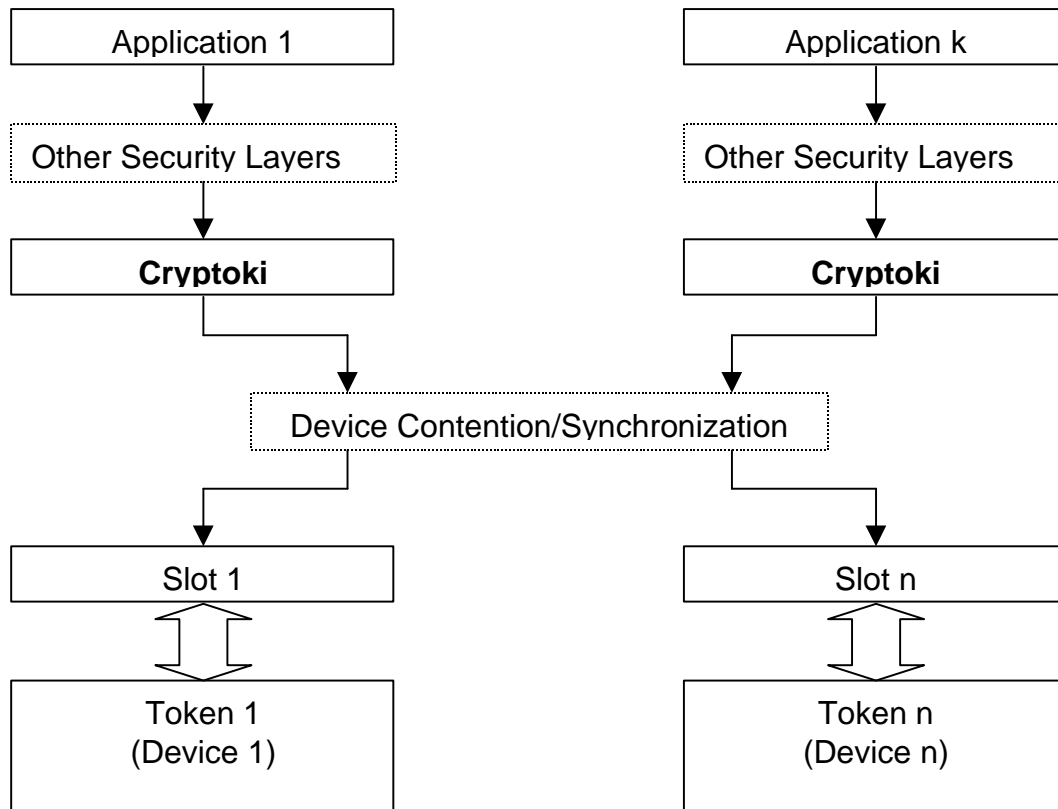 Application 1
Application k
Other Security Layers
Other Security Layers
Cryptoki
Cryptoki
Device Contention/Synchronization
Slot 1
Slot n
Token 1
(Device 1)
Token n
(Device n)